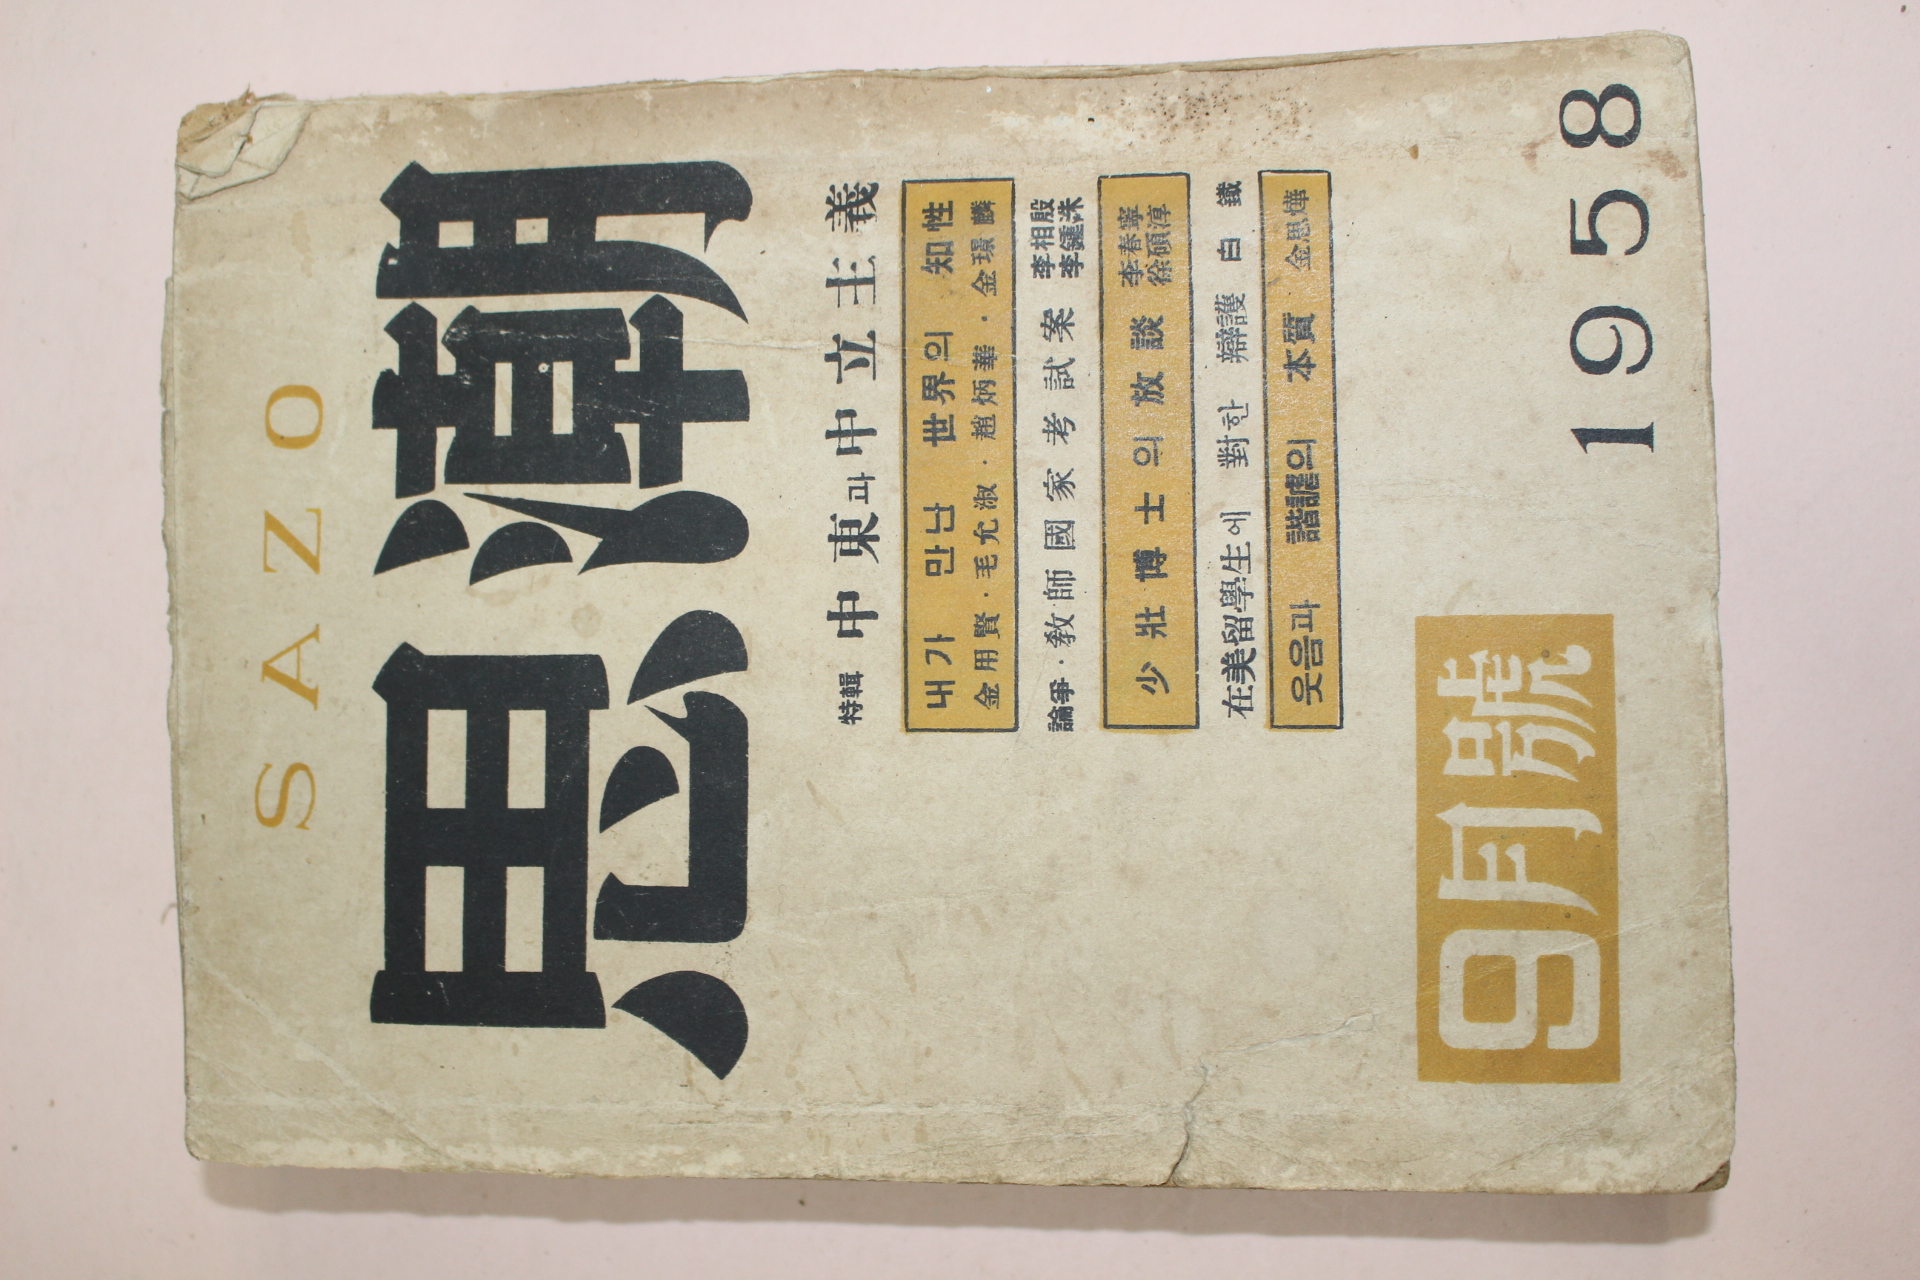 SAZO
思潮
特輯 中東과 中立主義
내가 만난 世界의 知性
金用賢・毛允淑・趙炳華・金璟麟
論爭・敎師國家考試案 李相殷 李鍾洙
少壯博士의 放談 李春寧 徐碩淳
在美留學生에 對한 辯護 白鐵
웃음과 諧謔의 本質 金思燁
9月號
1958